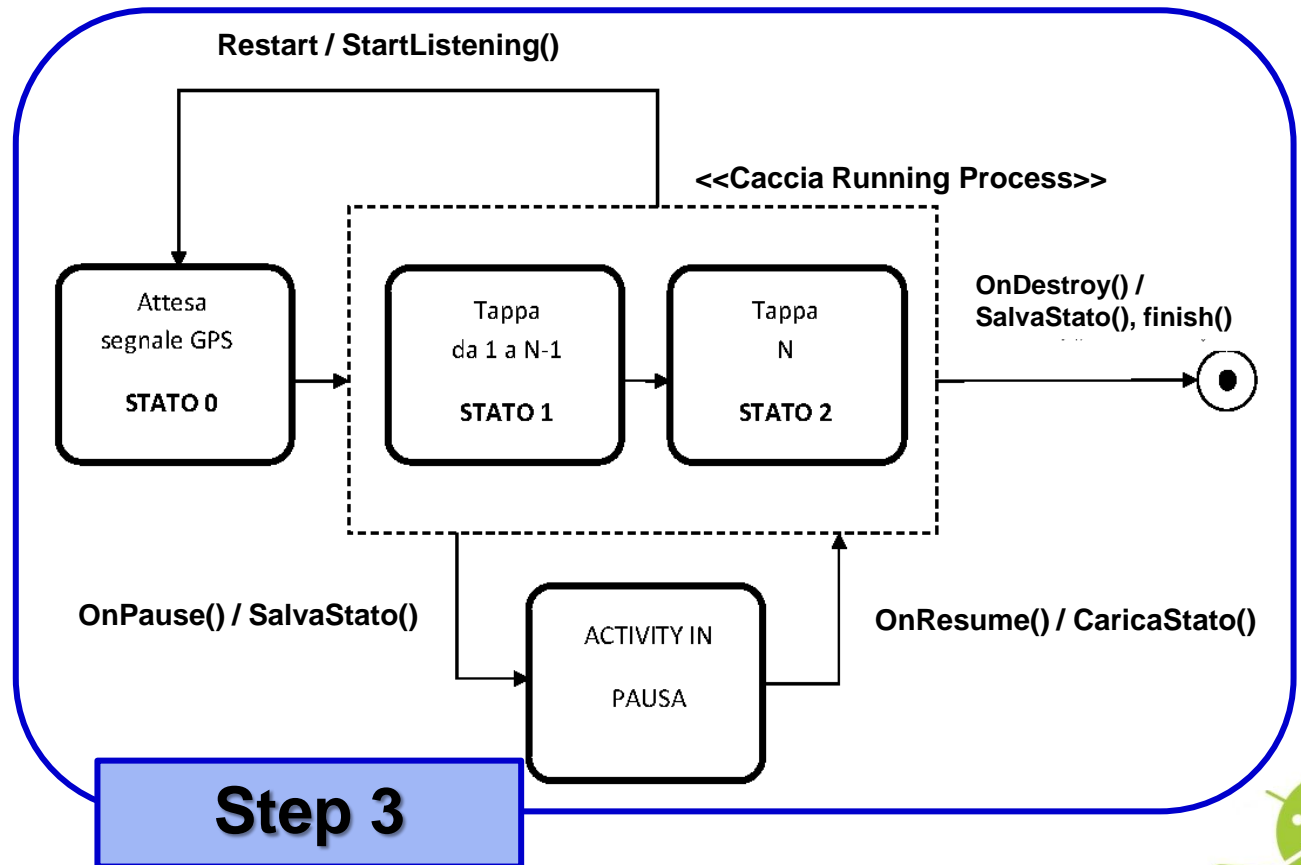 Restart / StartListening()
<<Caccia Running Process>>
Attesa
segnale GPS
STATO 0
Tappa
da 1 a N-1
STATO 1
Tappa
N
STATO 2
OnDestroy() /
SalvaStato(), finish()
OnPause() / SalvaStato()
ACTIVITY IN
PAUSA
OnResume() / CaricaStato()
Step 3